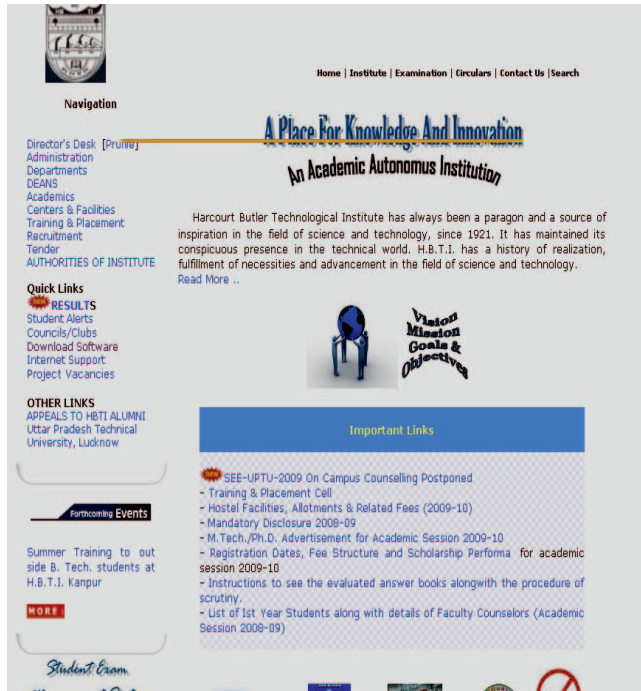 Home | Institute | Examination | Circulars | Contact Us |Search
Navigation
Director's Desk [Profile]
Administration
Departments
DEANS
Academics
Centers & Facilities
Training & Placement
Recruitment
Tender
AUTHORITIES OF INSTITUTE
Quick Links
new RESULTS
Student Alerts
Councils/Clubs
Download Software
Internet Support
Project Vacancies
OTHER LINKS
APPEALS TO HBTI ALUMNI
Uttar Pradesh Technical
University, Lucknow
Forthcoming Events
Summer Training to out
side B. Tech. students at
H.B.T.I. Kanpur
MORE
Student Exam
A Place For Knowledge And Innovation
An Academic Autonomus Institution
Harcourt Butler Technological Institute has always been a paragon and a source of
inspiration in the field of science and technology, since 1921. It has maintained its
conspicuous presence in the technical world. H.B.T.I. has a history of realization,
fulfillment of necessities and advancement in the field of science and technology.
Read More ..
Vision
Mission
Goals &
Objectives
Important Links
new SEE-UPTU-2009 On Campus Counselling Postponed
- Training & Placement Cell
- Hostel Facilities, Allotments & Related Fees (2009-10)
- Mandatory Disclosure 2008-09
- M.Tech./Ph.D. Advertisement for Academic Session 2009-10
- Registration Dates, Fee Structure and Scholarship Performa for academic
session 2009-10
- Instructions to see the evaluated answer books alongwith the procedure of
scrutiny.
- List of Ist Year Students along with details of Faculty Counselors (Academic
Session 2008-09)